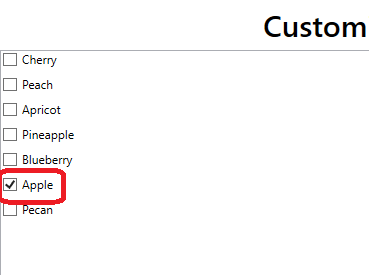 Custom
Cherry
Peach
Apricot
Pineapple
Blueberry
Apple
Pecan